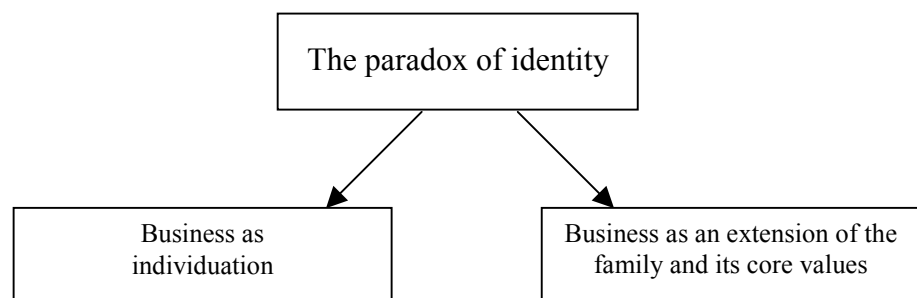 The paradox of identity
Business as
individuation
Business as an extension of the
family and its core values